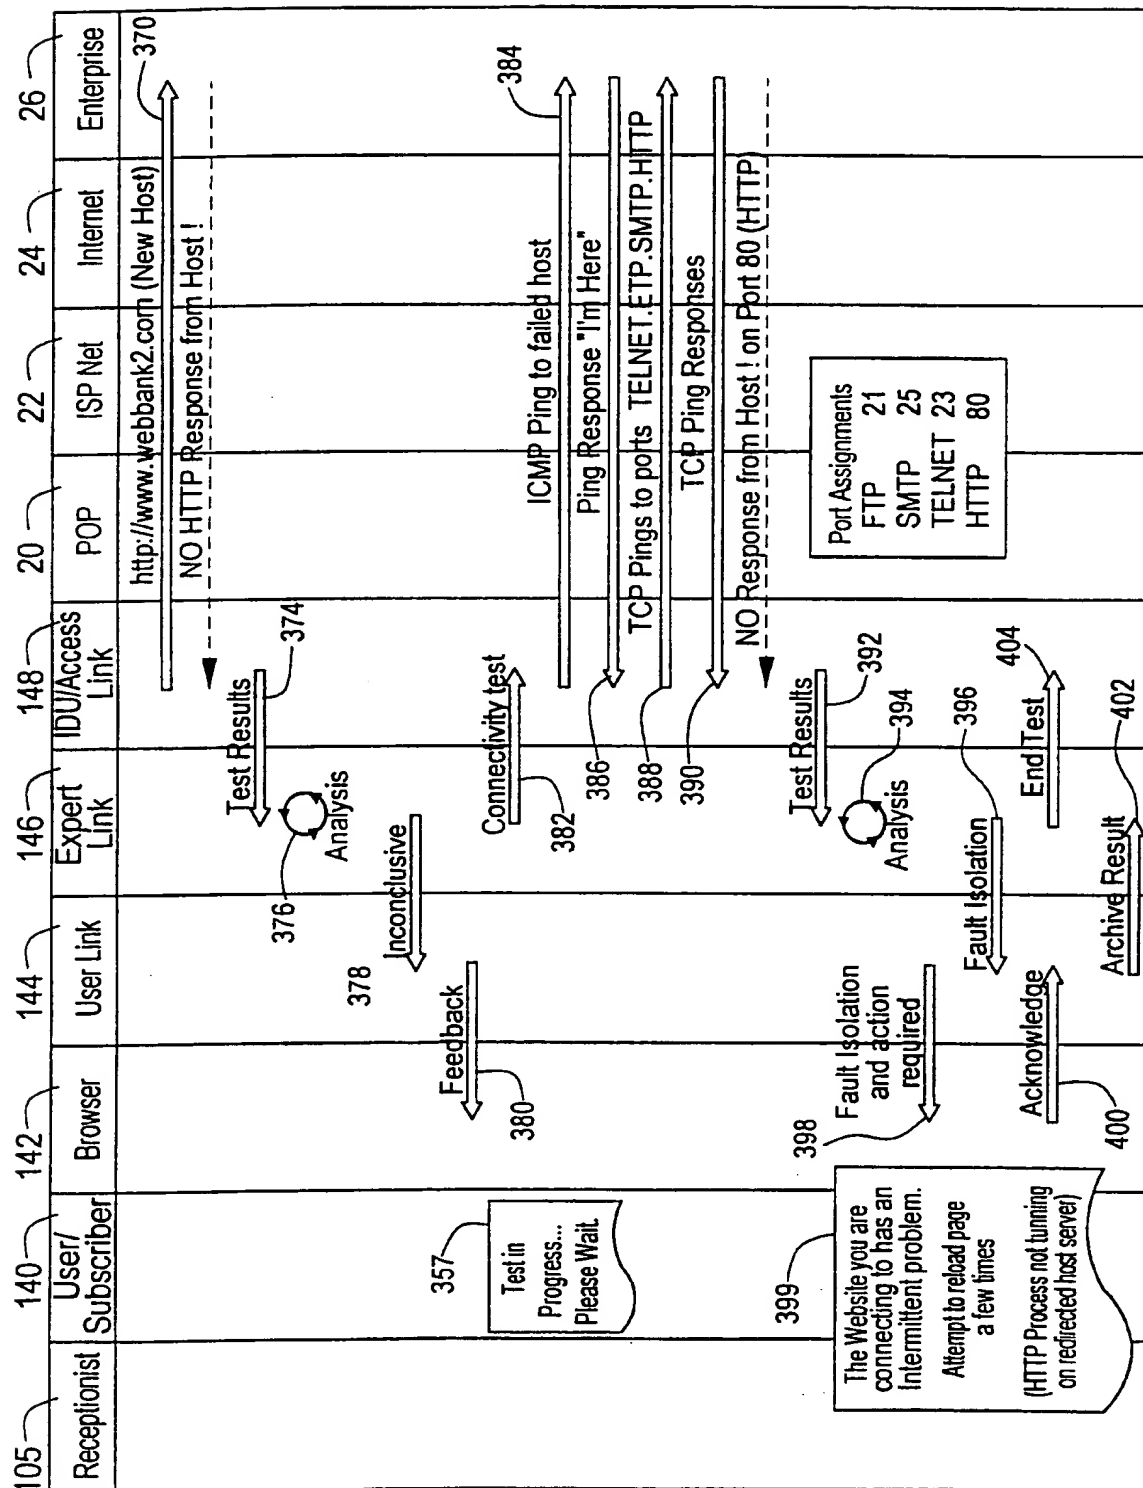 105
140
142
144
146
148
20
22
24
26
Receptionist
User/
Subscriber
Browser
User Link
Expert
Link
IDU/Access
Link
POP
ISP Net
Internet
Enterprise
http://www.webbank2.com (New Host)
370
NO HTTP Response from Host !
Test Results
374
376
Analysis
378
Inconclusive
Feedback
380
357
Test in
Progress...
Please Wait.
Connectivity test
382
ICMP Ping to failed host
384
Ping Response "I'm Here"
386
TCP Pings to ports TELNET.ETP.SMTP.HTTP
388
TCP Ping Responses
390
NO Response from Host ! on Port 80 (HTTP)
Port Assignments
FTP 21
SMTP 25
TELNET 23
HTTP 80
Test Results
392
394
Analysis
396
Fault Isolation
398
Fault Isolation
and action
required
399
The Website you are
connecting to has an
Intermittent problem.
Attempt to reload page
a few times
(HTTP Process not tunning
on redirected host server)
Acknowledge
400
End Test
404
Archive Result
402